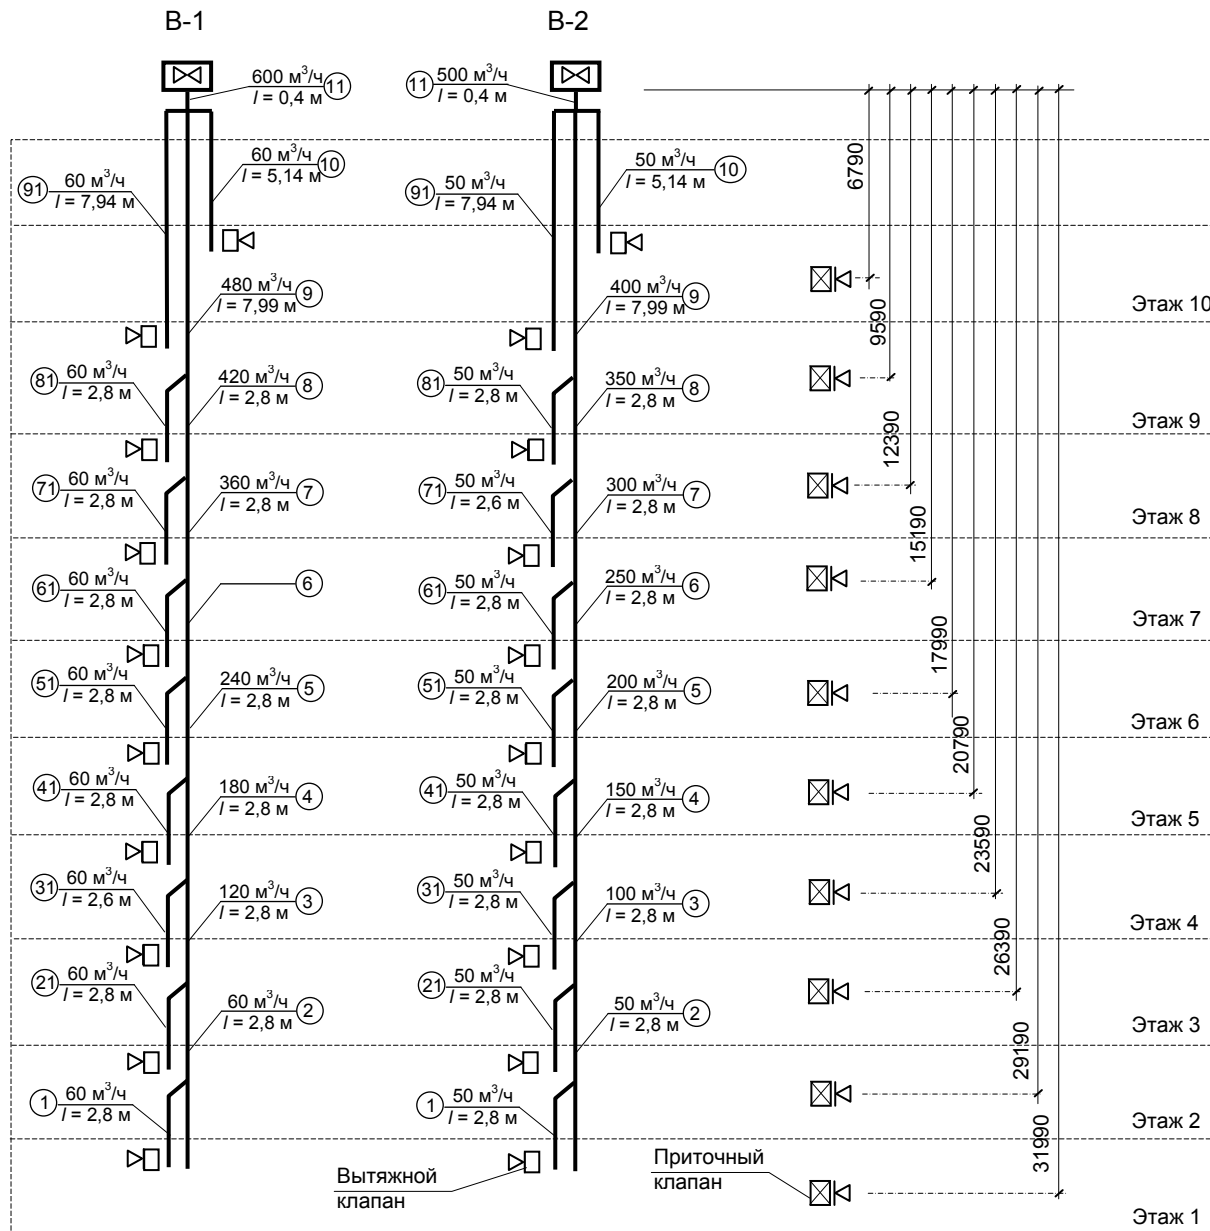 В-1
В-2
600 м³/ч
l = 0,4 м
11
11
500 м³/ч
l = 0,4 м
60 м³/ч
l = 5,14 м
10
50 м³/ч
l = 5,14 м
10
91
60 м³/ч
l = 7,94 м
91
50 м³/ч
l = 7,94 м
480 м³/ч
l = 7,99 м
9
400 м³/ч
l = 7,99 м
9
Этаж 10
81
60 м³/ч
l = 2,8 м
420 м³/ч
l = 2,8 м
8
81
50 м³/ч
l = 2,8 м
350 м³/ч
l = 2,8 м
8
Этаж 9
71
60 м³/ч
l = 2,8 м
360 м³/ч
l = 2,8 м
7
71
50 м³/ч
l = 2,6 м
300 м³/ч
l = 2,8 м
7
Этаж 8
61
60 м³/ч
l = 2,8 м
6
61
50 м³/ч
l = 2,8 м
250 м³/ч
l = 2,8 м
6
Этаж 7
51
60 м³/ч
l = 2,8 м
240 м³/ч
l = 2,8 м
5
51
50 м³/ч
l = 2,8 м
200 м³/ч
l = 2,8 м
5
Этаж 6
41
60 м³/ч
l = 2,8 м
180 м³/ч
l = 2,8 м
4
41
50 м³/ч
l = 2,8 м
150 м³/ч
l = 2,8 м
4
Этаж 5
31
60 м³/ч
l = 2,6 м
120 м³/ч
l = 2,8 м
3
31
50 м³/ч
l = 2,8 м
100 м³/ч
l = 2,8 м
3
Этаж 4
21
60 м³/ч
l = 2,8 м
60 м³/ч
l = 2,8 м
2
21
50 м³/ч
l = 2,8 м
50 м³/ч
l = 2,8 м
2
Этаж 3
1
60 м³/ч
l = 2,8 м
1
50 м³/ч
l = 2,8 м
Этаж 2
Вытяжной
клапан
Приточный
клапан
Этаж 1
6790
9590
12390
15190
17990
20790
23590
26390
29190
31990